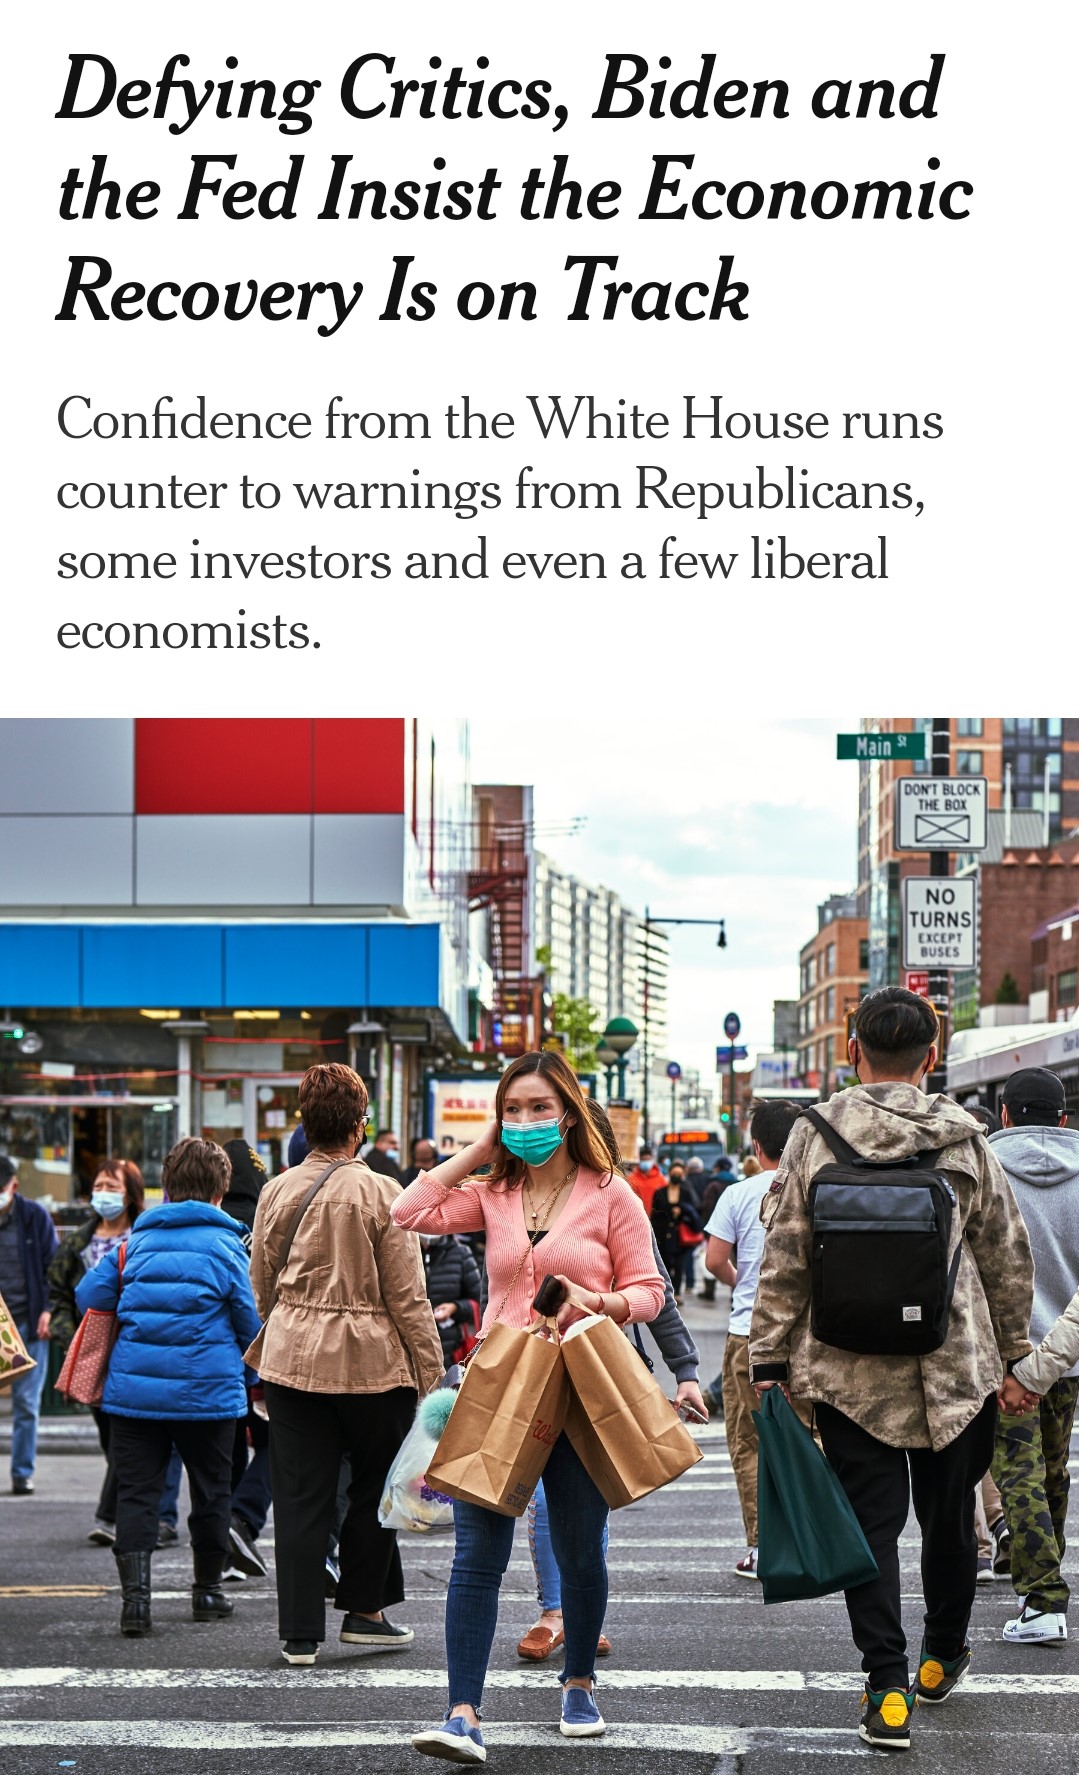 Defying Critics, Biden and
the Fed Insist the Economic
Recovery Is on Track
Confidence from the White House runs
counter to warnings from Republicans,
some investors and even a few liberal
economists.
Main St
DON'T BLOCK
THE BOX
NO
TURNS
EXCEPT
BUSES